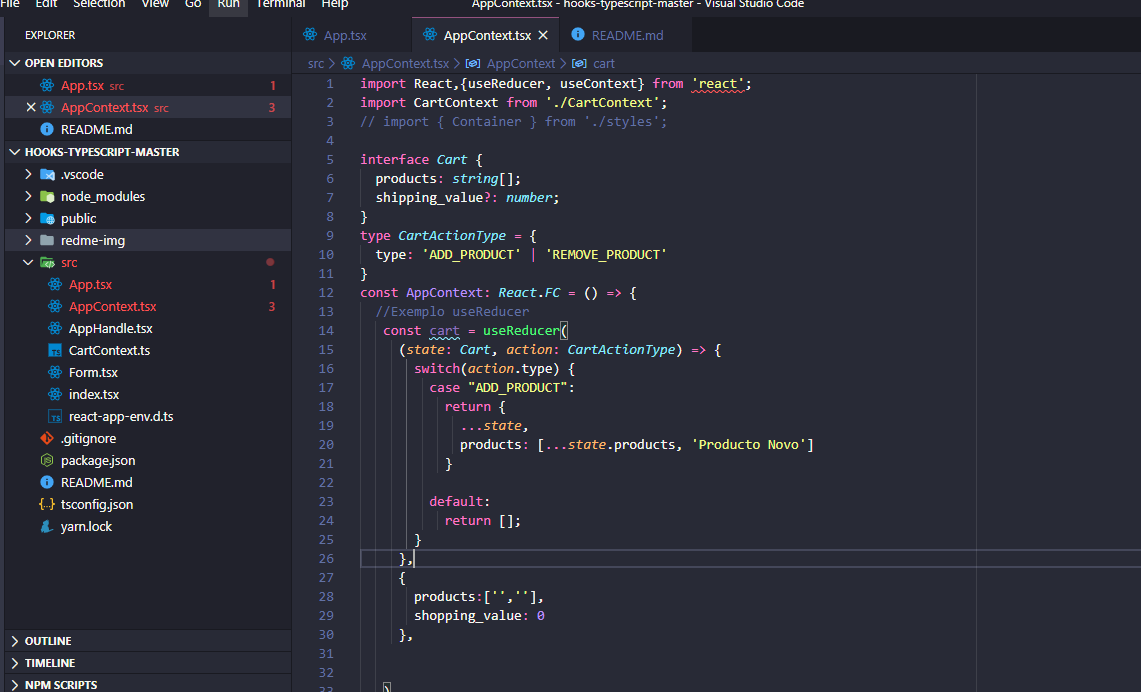 File Edit Selection View Go Run Terminal Help AppContext.tsx - hooks-typescript-master - Visual Studio Code
EXPLORER
OPEN EDITORS
App.tsx src 1
AppContext.tsx src 3
README.md
HOOKS-TYPESCRIPT-MASTER
.vscode
node_modules
public
redme-img
src
App.tsx 1
AppContext.tsx 3
AppHandle.tsx
CartContext.ts
Form.tsx
index.tsx
react-app-env.d.ts
.gitignore
package.json
README.md
tsconfig.json
yarn.lock
OUTLINE
TIMELINE
NPM SCRIPTS
App.tsx AppContext.tsx README.md
src > AppContext.tsx > AppContext > cart
1 import React,{useReducer, useContext} from 'react';
2 import CartContext from './CartContext';
3 // import { Container } from './styles';
4
5 interface Cart {
6 products: string[];
7 shipping_value?: number;
8 }
9 type CartActionType = {
10 type: 'ADD_PRODUCT' | 'REMOVE_PRODUCT'
11 }
12 const AppContext: React.FC = () => {
13 //Exemplo useReducer
14 const cart = useReducer(
15 (state: Cart, action: CartActionType) => {
16 switch(action.type) {
17 case "ADD_PRODUCT":
18 return {
19 ...state,
20 products: [...state.products, 'Producto Novo']
21 }
22
23 default:
24 return [];
25 }
26 },
27 {
28 products:['',''],
29 shopping_value: 0
30 },
31
32
33 )